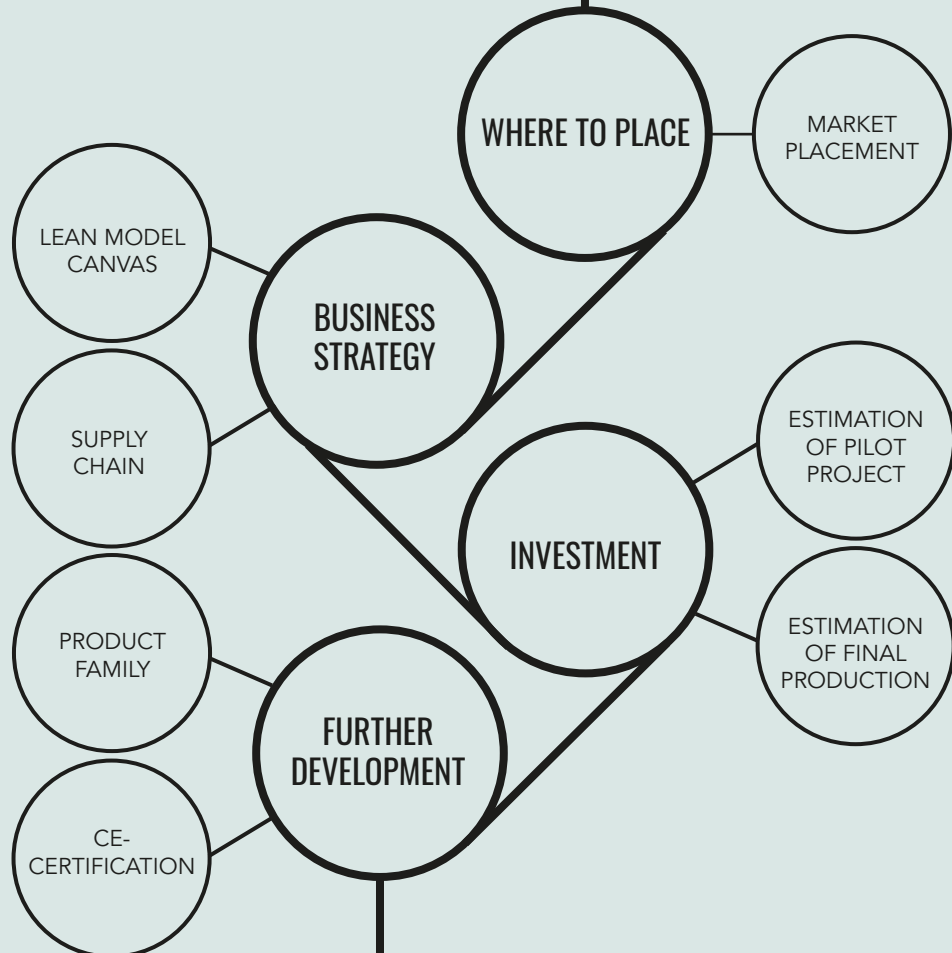 WHERE TO PLACE
MARKET
PLACEMENT
LEAN MODEL
CANVAS
BUSINESS
STRATEGY
SUPPLY
CHAIN
ESTIMATION
OF PILOT
PROJECT
INVESTMENT
ESTIMATION
OF FINAL
PRODUCTION
PRODUCT
FAMILY
FURTHER
DEVELOPMENT
CE-
CERTIFICATION